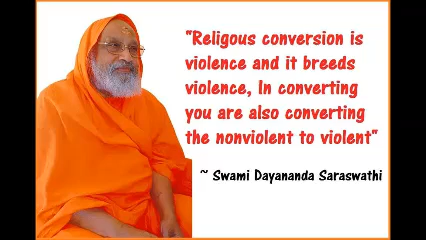 "Religous conversion is
violence and it breeds
violence, In converting
you are also converting
the nonviolent to violent"
~ Swami Dayananda Saraswathi